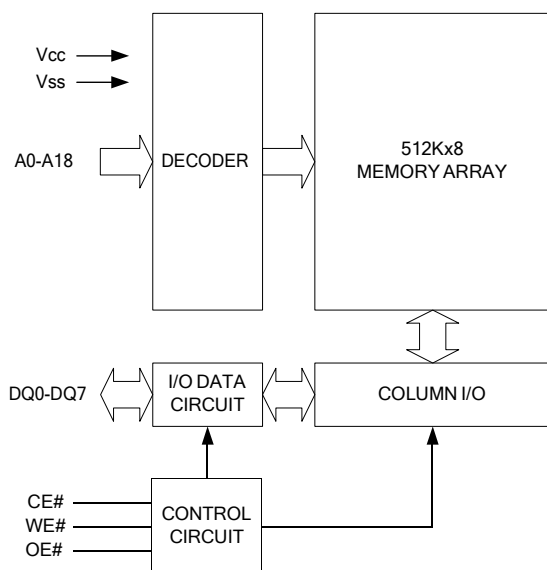 Vcc
Vss
A0-A18
DECODER
512Kx8
MEMORY ARRAY
DQ0-DQ7
I/O DATA
CIRCUIT
COLUMN I/O
CE#
WE#
OE#
CONTROL
CIRCUIT